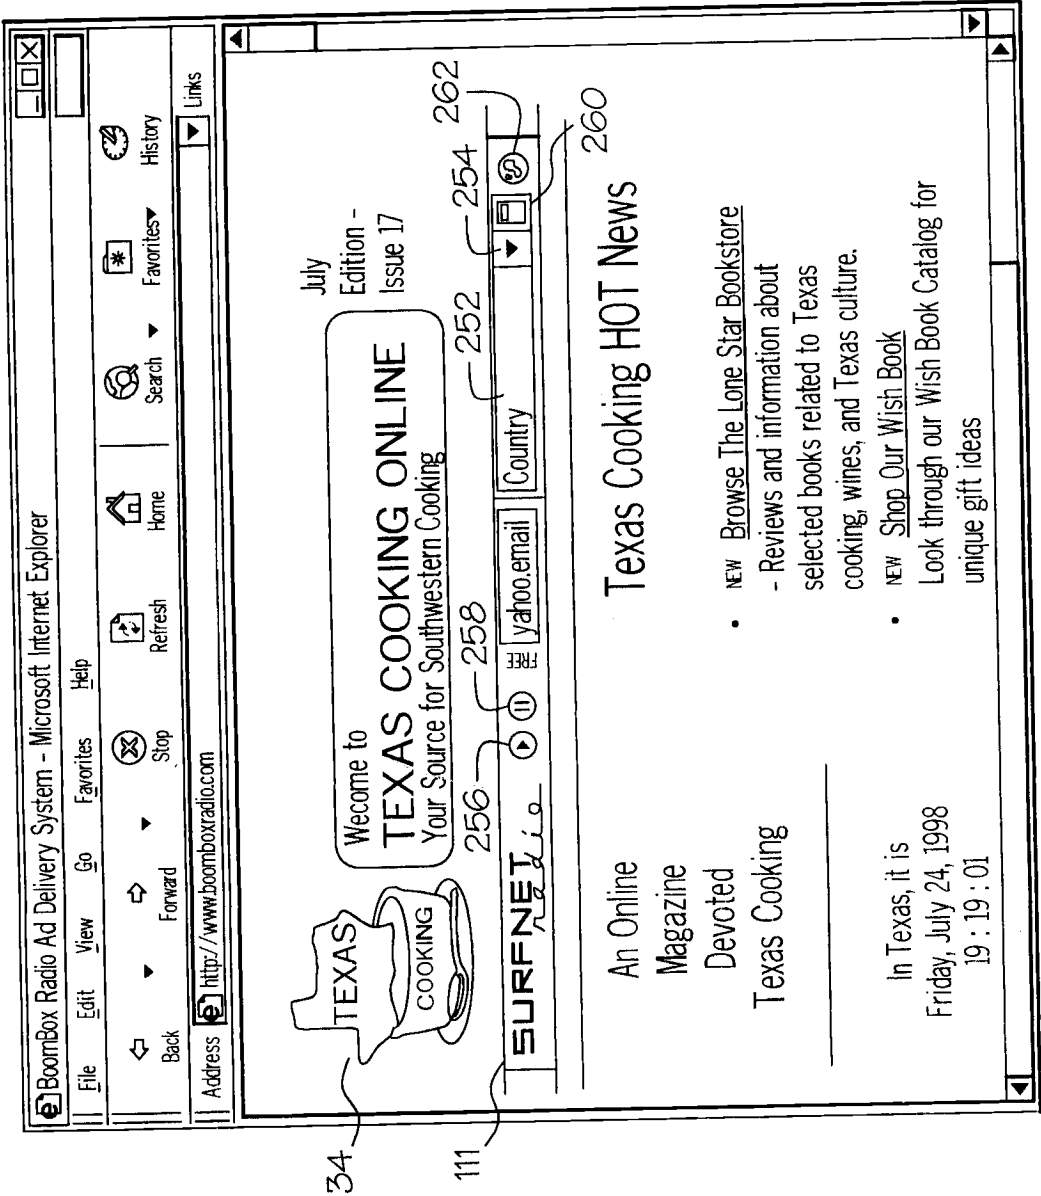 BoomBox Radio Ad Delivery System - Microsoft Internet Explorer
File Edit View Go Favorites Help
Back Forward Stop Refresh Home Search Favorites History
Address http://www.boomboxradio.com Links
34
TEXAS
COOKING
Wecome to
TEXAS COOKING ONLINE
Your Source for Southwestern Cooking
July
Edition -
Issue 17
111
256
258
252
254
262
SURFNET
radio
FREE
yahoo.email
Country
260
An Online
Magazine
Devoted
Texas Cooking
In Texas, it is
Friday, July 24, 1998
19 : 19 : 01
Texas Cooking HOT News
• NEW Browse The Lone Star Bookstore
- Reviews and information about
selected books related to Texas
cooking, wines, and Texas culture.
• NEW Shop Our Wish Book
Look through our Wish Book Catalog for
unique gift ideas